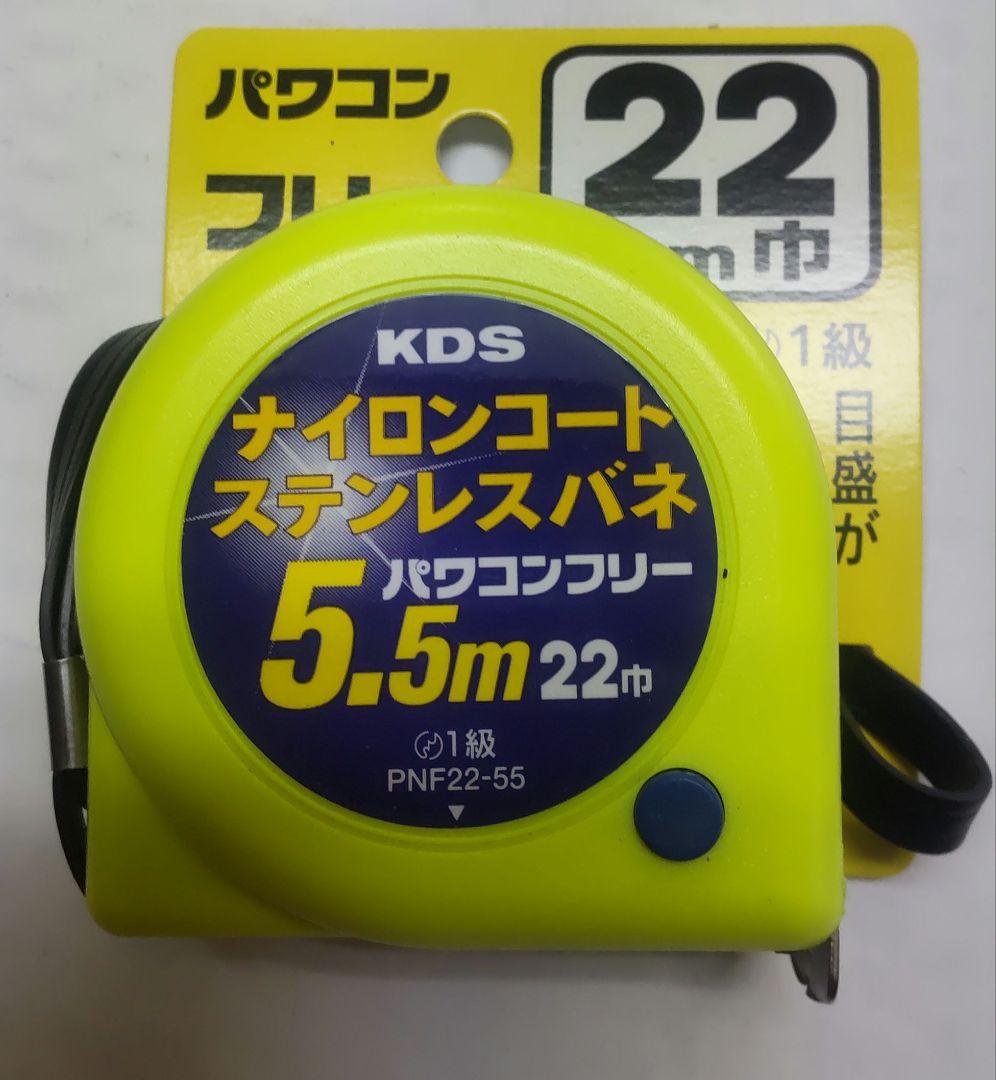 パワコン
フリ
22
m巾
1級
目盛が
KDS
ナイロンコート
ステンレスバネ
パワコンフリー
5.5m 22巾
1級
PNF22-55